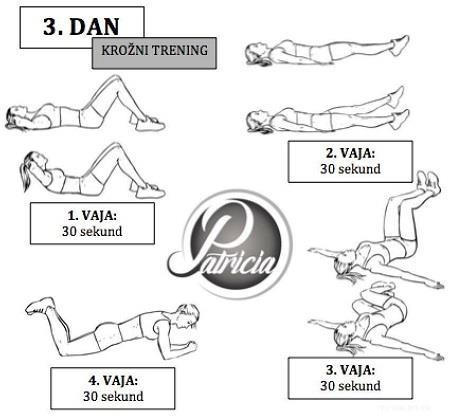 3. DAN
KROŽNI TRENING
1. VAJA:
30 sekund
2. VAJA:
30 sekund
Patricia
3. VAJA:
30 sekund
4. VAJA:
30 sekund